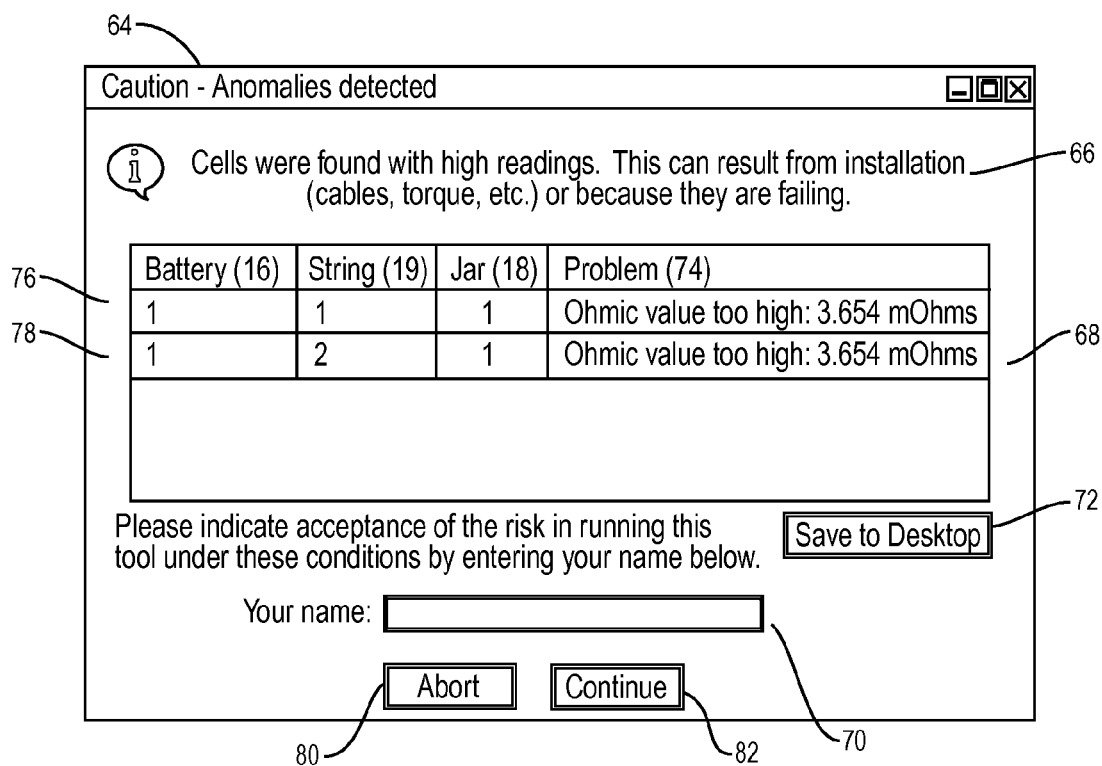 64
Caution - Anomalies detected
i
Cells were found with high readings. This can result from installation
66
(cables, torque, etc.) or because they are failing.
Battery (16) String (19) Jar (18) Problem (74)
76
1 1 1 Ohmic value too high: 3.654 mOhms
78
1 2 1 Ohmic value too high: 3.654 mOhms
68
72
Please indicate acceptance of the risk in running this
tool under these conditions by entering your name below.
Save to Desktop
Your name:
Abort Continue
70
80
82